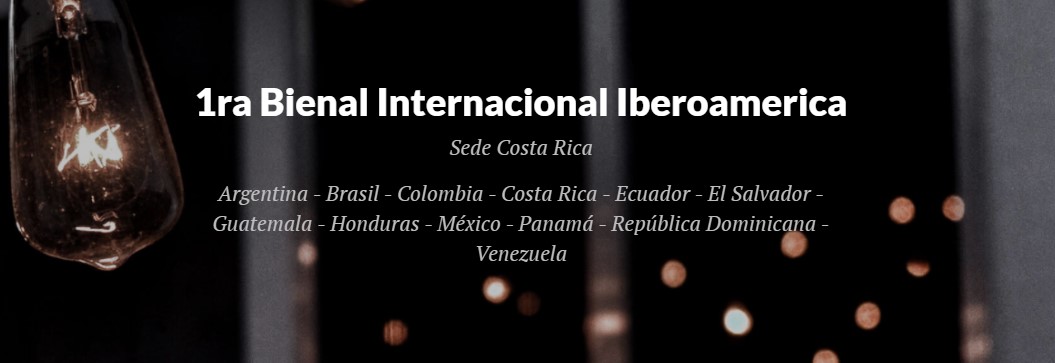 1ra Bienal Internacional Iberoamerica
Sede Costa Rica
Argentina - Brasil - Colombia - Costa Rica - Ecuador - El Salvador -
Guatemala - Honduras - México - Panamá - República Dominicana -
Venezuela